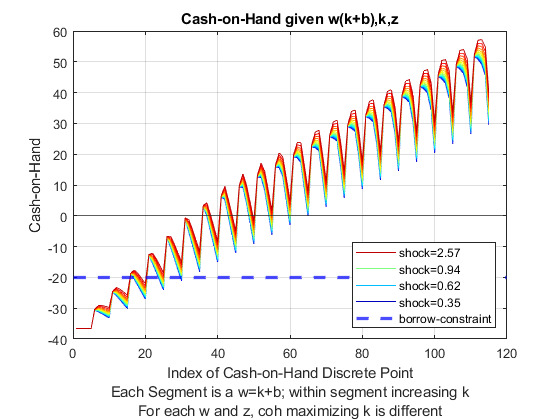 Cash-on-Hand given w(k+b),k,z
60
50
40
30
20
10
0
-10
-20
-30
-40
Cash-on-Hand
shock=2.57
shock=0.94
shock=0.62
shock=0.35
borrow-constraint
0 20 40 60 80 100 120
Index of Cash-on-Hand Discrete Point
Each Segment is a w=k+b; within segment increasing k
For each w and z, coh maximizing k is different